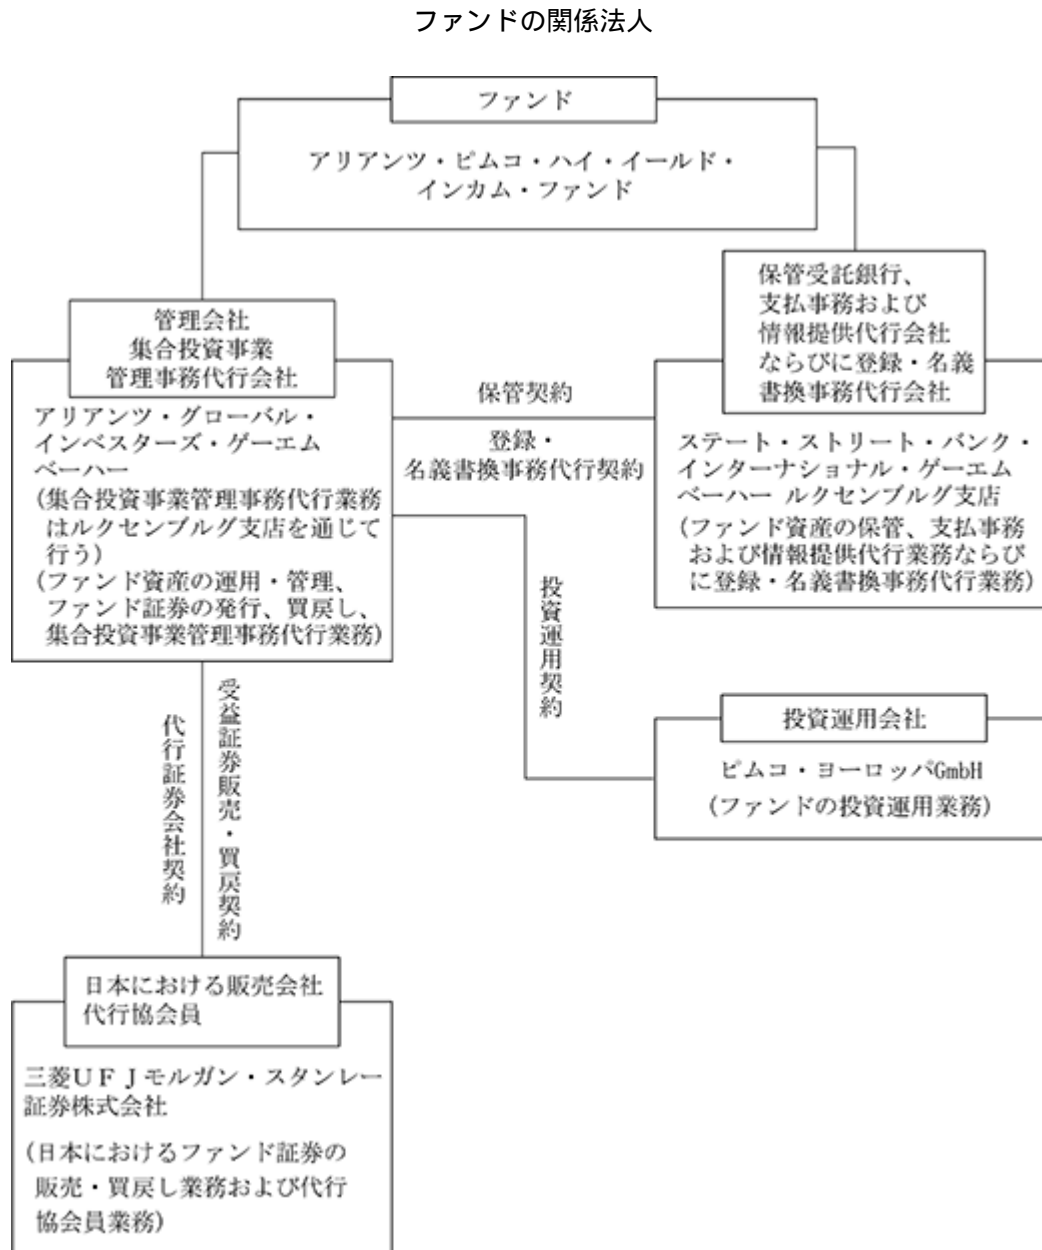 ファンドの関係法人
ファンド
アリアンツ・ピムコ・ハイ・イールド・
インカム・ファンド
管理会社
集合投資事業
管理事務代行会社
アリアンツ・グローバル・
インベスターズ・ゲーエム
ベーハー
(集合投資事業管理事務代行業務
はルクセンブルグ支店を通じて
行う)
(ファンド資産の運用・管理、
ファンド証券の発行、買戻し、
集合投資事業管理事務代行業務)
保管契約
登録・
名義書換事務代行契約
保管受託銀行、
支払事務および
情報提供代行会社
ならびに登録・名義
書換事務代行会社
ステート・ストリート・バンク・
インターナショナル・ゲーエム
ベーハー ルクセンブルグ支店
(ファンド資産の保管、支払事務
および情報提供代行業務ならび
に登録・名義書換事務代行業務)
投資運用契約
投資運用会社
ピムコ・ヨーロッパGmbH
(ファンドの投資運用業務)
受益証券販売・買戻契約
代行証券会社契約
日本における販売会社
代行協会員
三菱UFJモルガン・スタンレー
証券株式会社
(日本におけるファンド証券の
販売・買戻し業務および代行
協会員業務)